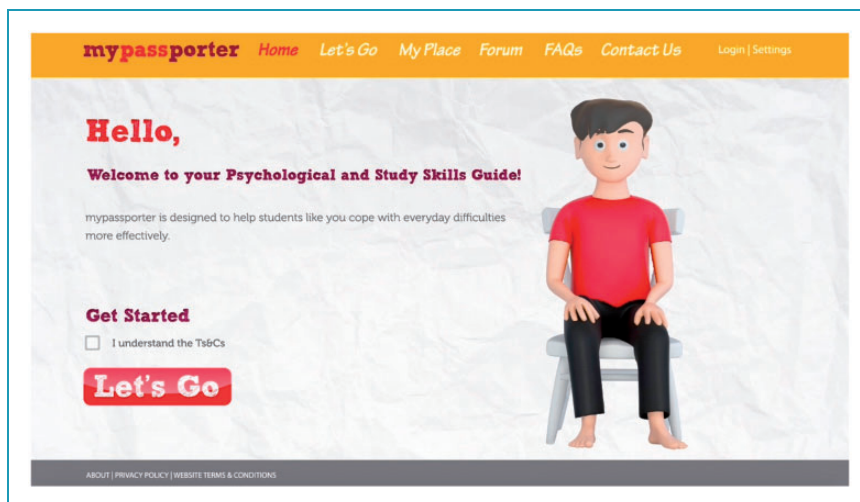 mypassporter Home Let's Go My Place Forum FAQs Contact Us Login | Settings
Hello,
Welcome to your Psychological and Study Skills Guide!
mypassporter is designed to help students like you cope with everyday difficulties
more effectively.
Get Started
I understand the Ts&Cs
Let's Go
ABOUT | PRIVACY POLICY | WEBSITE TERMS & CONDITIONS